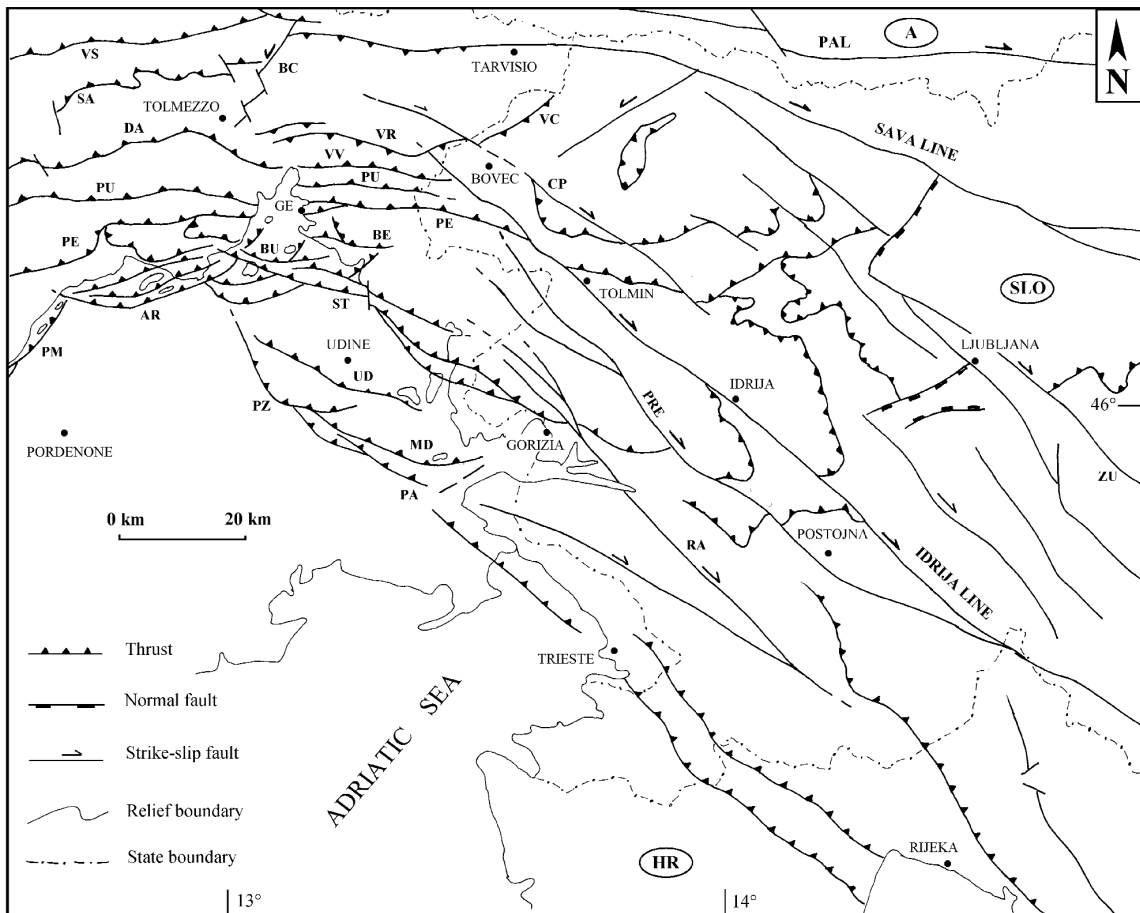 A
PAL
N
VS
BC
TARVISIO
SA
TOLMEZZO
DA
VR
VC
SAVA LINE
VV
BOVEC
PU
PU
CP
GE
PE
BU
BE
PE
TOLMIN
SLO
AR
ST
PM
UDINE
LJUBLJANA
UD
IDRIJA
PZ
PRE
46°
PORDENONE
MD
GORIZIA
ZU
PA
0 km
20 km
RA
POSTOJNA
IDRIJA LINE
Thrust
TRIESTE
Normal fault
ADRIATIC SEA
Strike-slip fault
Relief boundary
State boundary
HR
RIJEKA
13°
14°